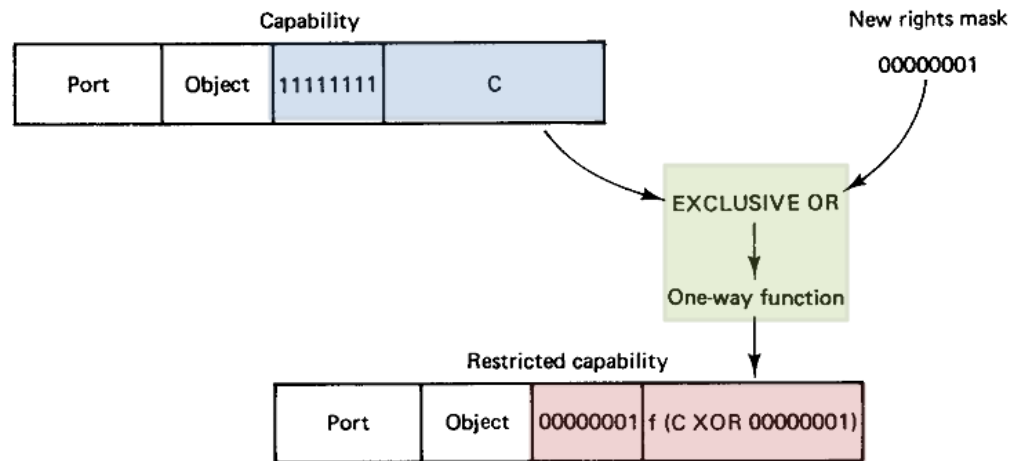 Capability
New rights mask
00000001
Port Object 11111111 C
EXCLUSIVE OR
One-way function
Restricted capability
Port Object 00000001 f (C XOR 00000001)